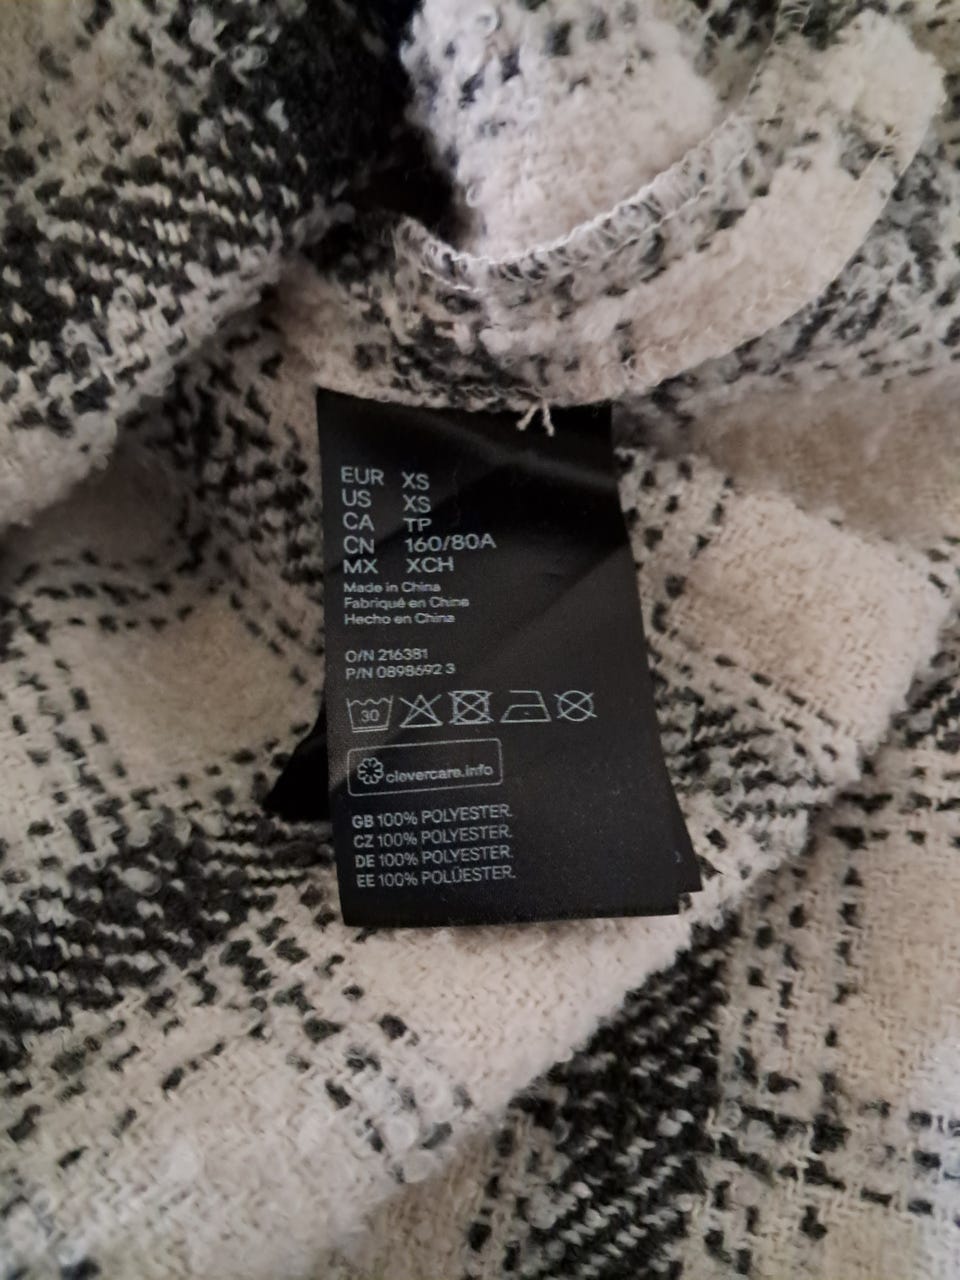 EUR XS
US XS
CA TP
CN 160/80A
MX XCH
Made in China
Fabriqué en Chine
Hecho en China
O/N 216381
P/N 0898692 3
30
clevercare.info
GB 100% POLYESTER.
CZ 100% POLYESTER.
DE 100% POLYESTER.
EE 100% POLÜESTER.